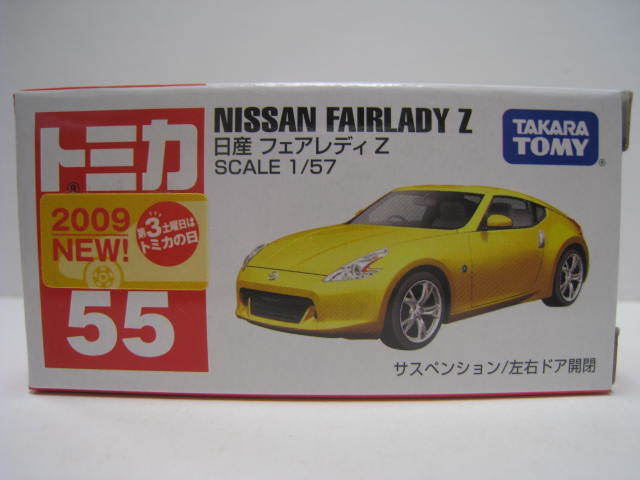 トミカ
®
2009
NEW!
第3土曜日は
トミカの日
55
NISSAN FAIRLADY Z
日産 フェアレディ Z
SCALE 1/57
TAKARA
TOMY
®
サスペンション/左右ドア開閉